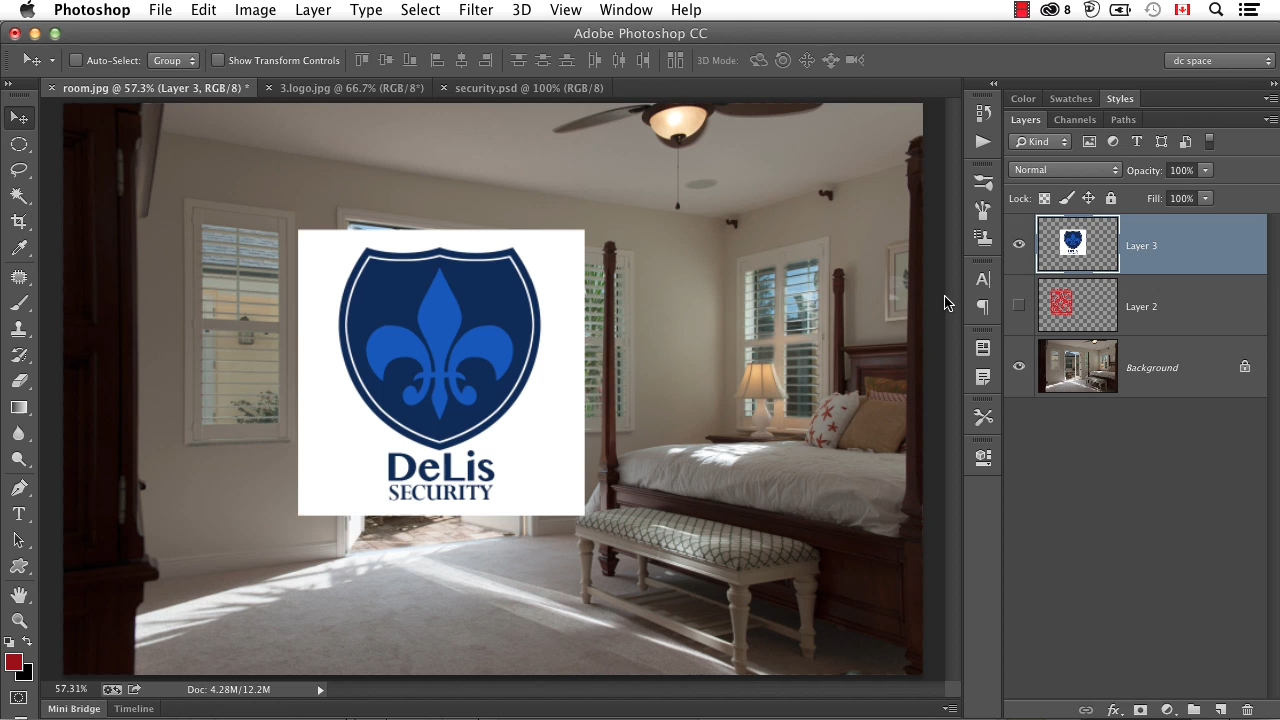 Photoshop File Edit Image Layer Type Select Filter 3D View Window Help 8
Adobe Photoshop CC
Auto-Select: Group Show Transform Controls 3D Mode: dc space
× room.jpg @ 57.3% (Layer 3, RGB/8) * × 3.logo.jpg @ 66.7% (RGB/8*) × security.psd @ 100% (RGB/8)
Color Swatches Styles
Layers Channels Paths
Kind
Normal Opacity: 100%
Lock: Fill: 100%
Layer 3
Layer 2
Background
DeLis
SECURITY
57.31% Doc: 4.28M/12.2M
Mini Bridge Timeline